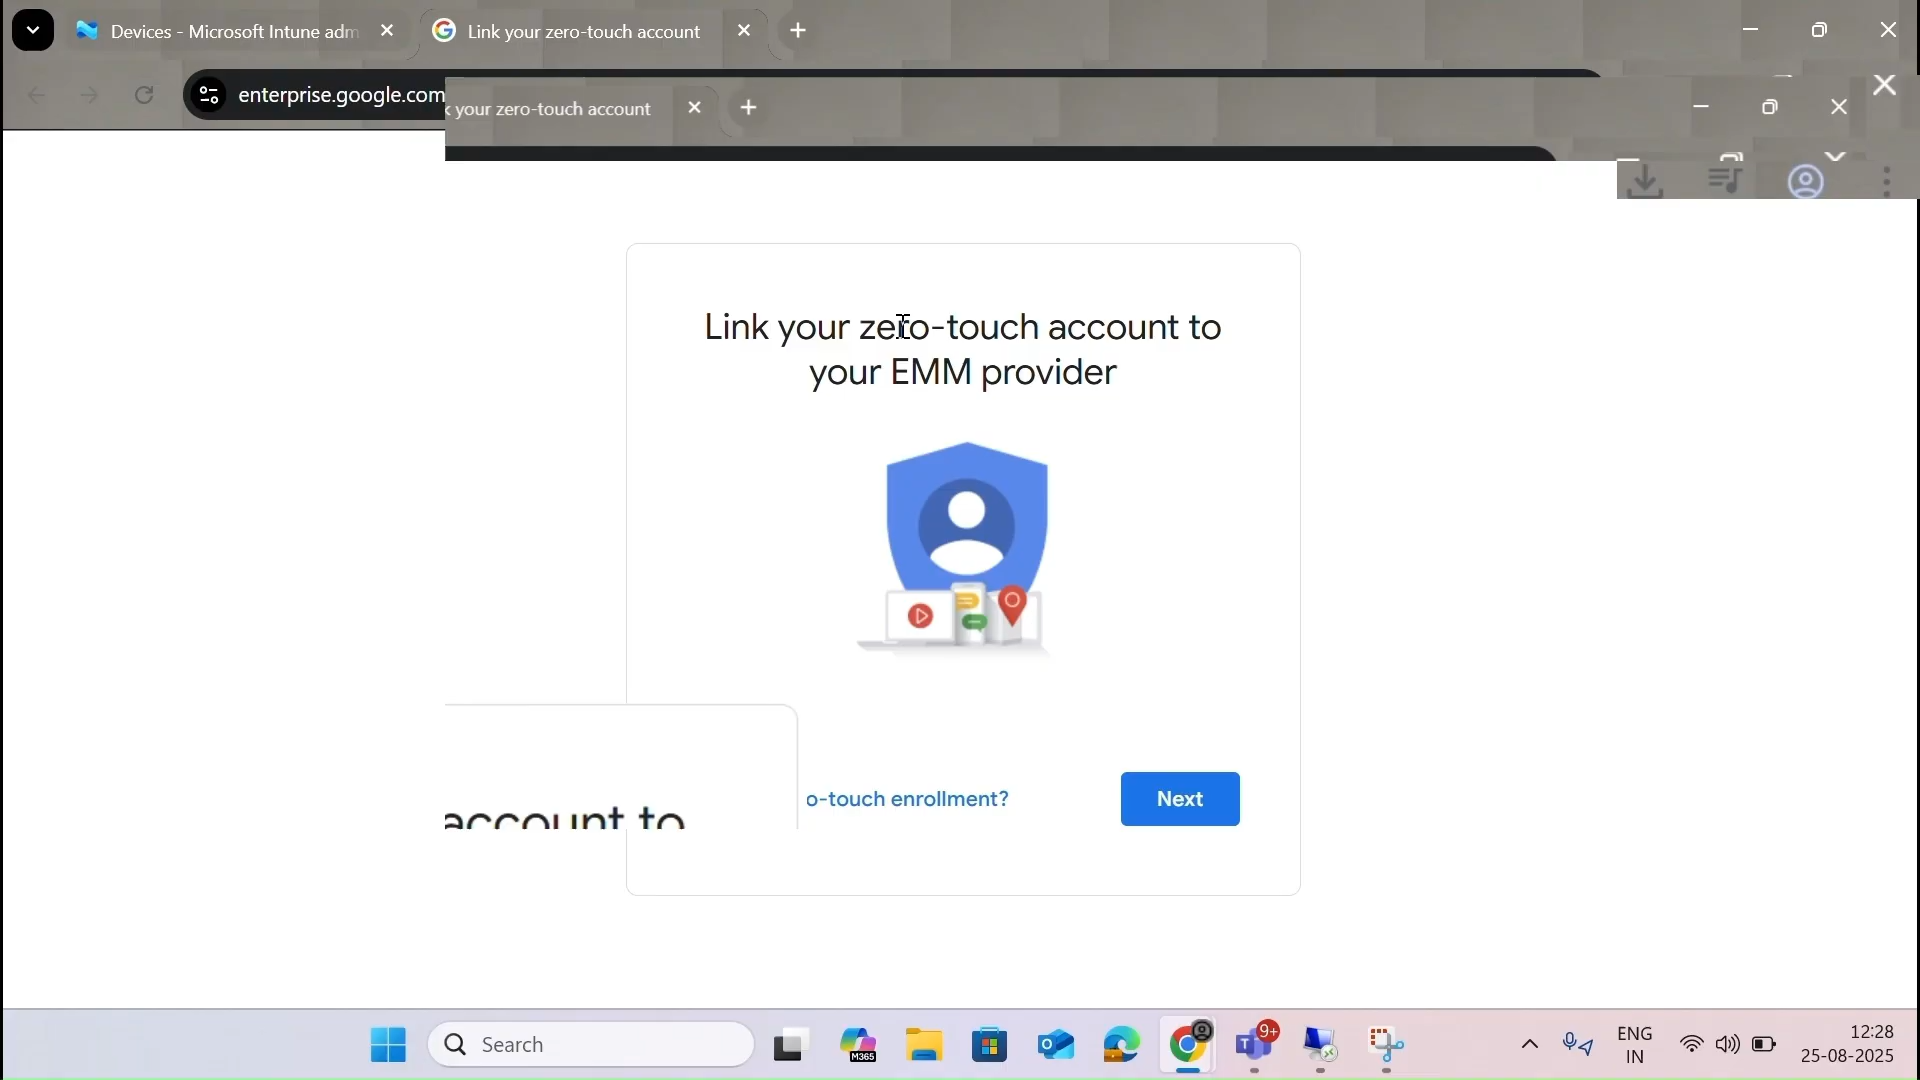 Devices - Microsoft Intune adm
Link your zero-touch account
enterprise.google.com
your zero-touch account
Link your zero-touch account to
your EMM provider
o-touch enrollment?
Next
account to
Search
M365
9+
ENG
IN
12:28
25-08-2025